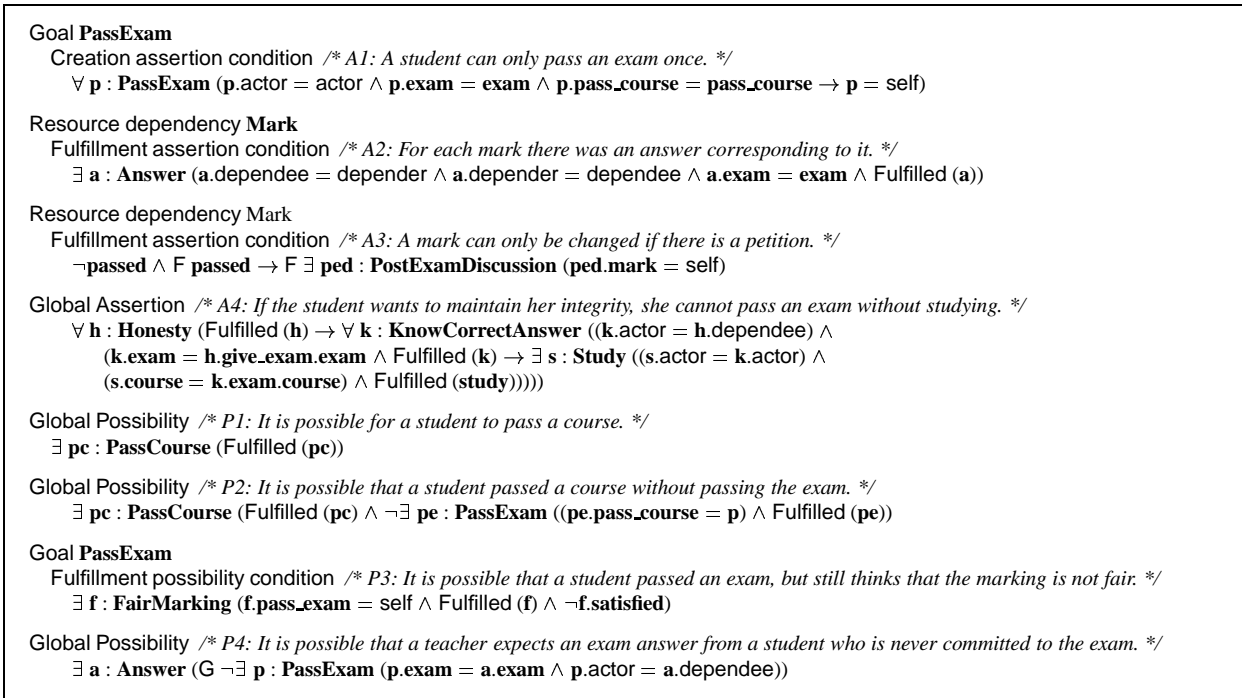 Goal PassExam
Creation assertion condition /* A1: A student can only pass an exam once. */
∀ p : PassExam (p.actor = actor ∧ p.exam = exam ∧ p.pass_course = pass_course → p = self)
Resource dependency Mark
Fulfillment assertion condition /* A2: For each mark there was an answer corresponding to it. */
∃ a : Answer (a.dependee = depender ∧ a.depender = dependee ∧ a.exam = exam ∧ Fulfilled (a))
Resource dependency Mark
Fulfillment assertion condition /* A3: A mark can only be changed if there is a petition. */
¬passed ∧ F passed → F ∃ ped : PostExamDiscussion (ped.mark = self)
Global Assertion /* A4: If the student wants to maintain her integrity, she cannot pass an exam without studying. */
∀ h : Honesty (Fulfilled (h) → ∀ k : KnowCorrectAnswer ((k.actor = h.dependee) ∧
(k.exam = h.give_exam.exam ∧ Fulfilled (k) → ∃ s : Study ((s.actor = k.actor) ∧
(s.course = k.exam.course) ∧ Fulfilled (study)))))
Global Possibility /* P1: It is possible for a student to pass a course. */
∃ pc : PassCourse (Fulfilled (pc))
Global Possibility /* P2: It is possible that a student passed a course without passing the exam. */
∃ pc : PassCourse (Fulfilled (pc) ∧ ¬∃ pe : PassExam ((pe.pass_course = p) ∧ Fulfilled (pe))
Goal PassExam
Fulfillment possibility condition /* P3: It is possible that a student passed an exam, but still thinks that the marking is not fair. */
∃ f : FairMarking (f.pass_exam = self ∧ Fulfilled (f) ∧ ¬f.satisfied)
Global Possibility /* P4: It is possible that a teacher expects an exam answer from a student who is never committed to the exam. */
∃ a : Answer (G ¬∃ p : PassExam (p.exam = a.exam ∧ p.actor = a.dependee))